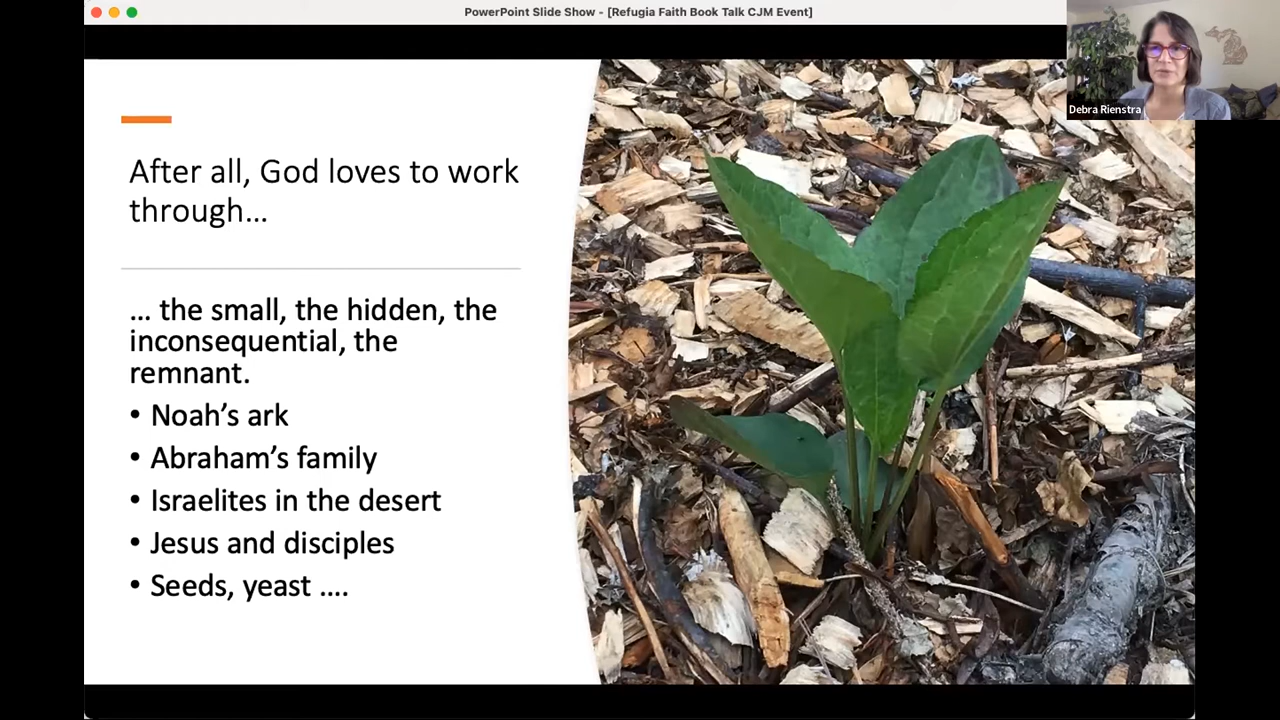 PowerPoint Slide Show - [Refugia Faith Book Talk CJM Event]
Debra Rienstra
After all, God loves to work
through…
… the small, the hidden, the
inconsequential, the
remnant.
• Noah’s ark
• Abraham’s family
• Israelites in the desert
• Jesus and disciples
• Seeds, yeast ….